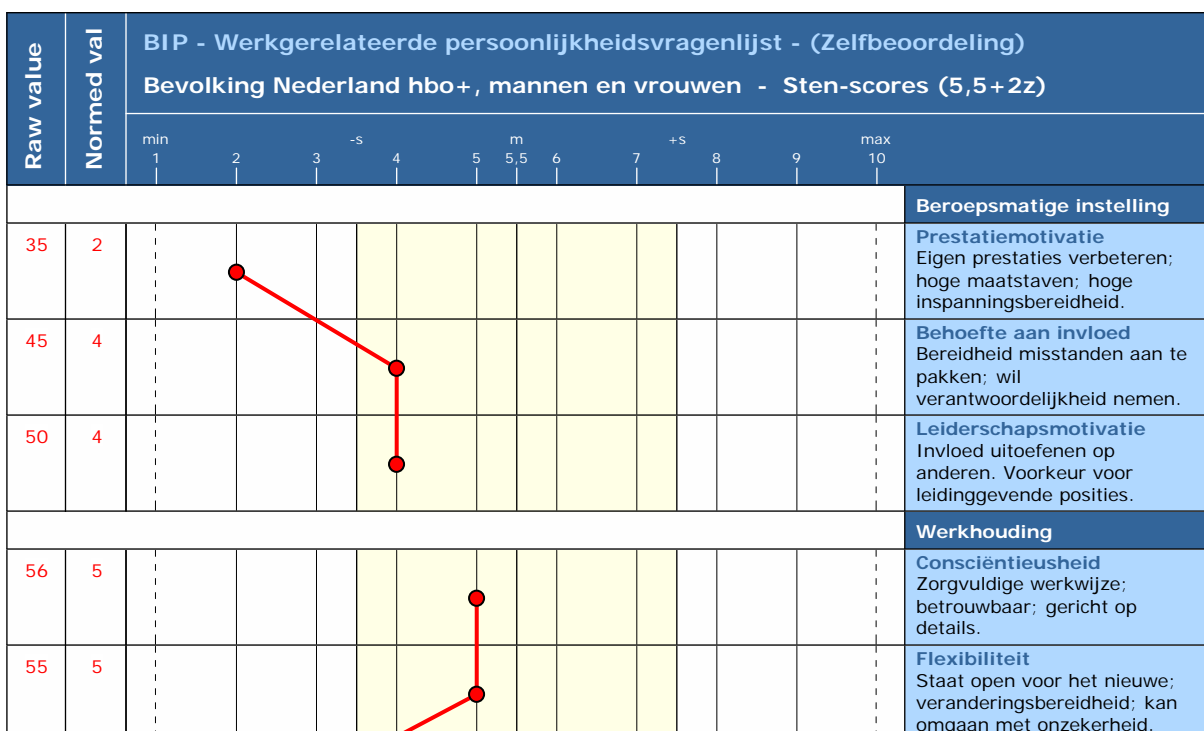 Raw value
Normed val
BIP - Werkgerelateerde persoonlijkheidsvragenlijst - (Zelfbeoordeling)
Bevolking Nederland hbo+, mannen en vrouwen - Sten-scores (5,5+2z)
min -s m +s max
1 2 3 4 5 5,5 6 7 8 9 10
Beroepsmatige instelling
35 2
Prestatiemotivatie
Eigen prestaties verbeteren;
hoge maatstaven; hoge
inspanningsbereidheid.
45 4
Behoefte aan invloed
Bereidheid misstanden aan te
pakken; wil
verantwoordelijkheid nemen.
50 4
Leiderschapsmotivatie
Invloed uitoefenen op
anderen. Voorkeur voor
leidinggevende posities.
Werkhouding
56 5
Consciëntieusheid
Zorgvuldige werkwijze;
betrouwbaar; gericht op
details.
55 5
Flexibiliteit
Staat open voor het nieuwe;
veranderingsbereidheid; kan
omgaan met onzekerheid.